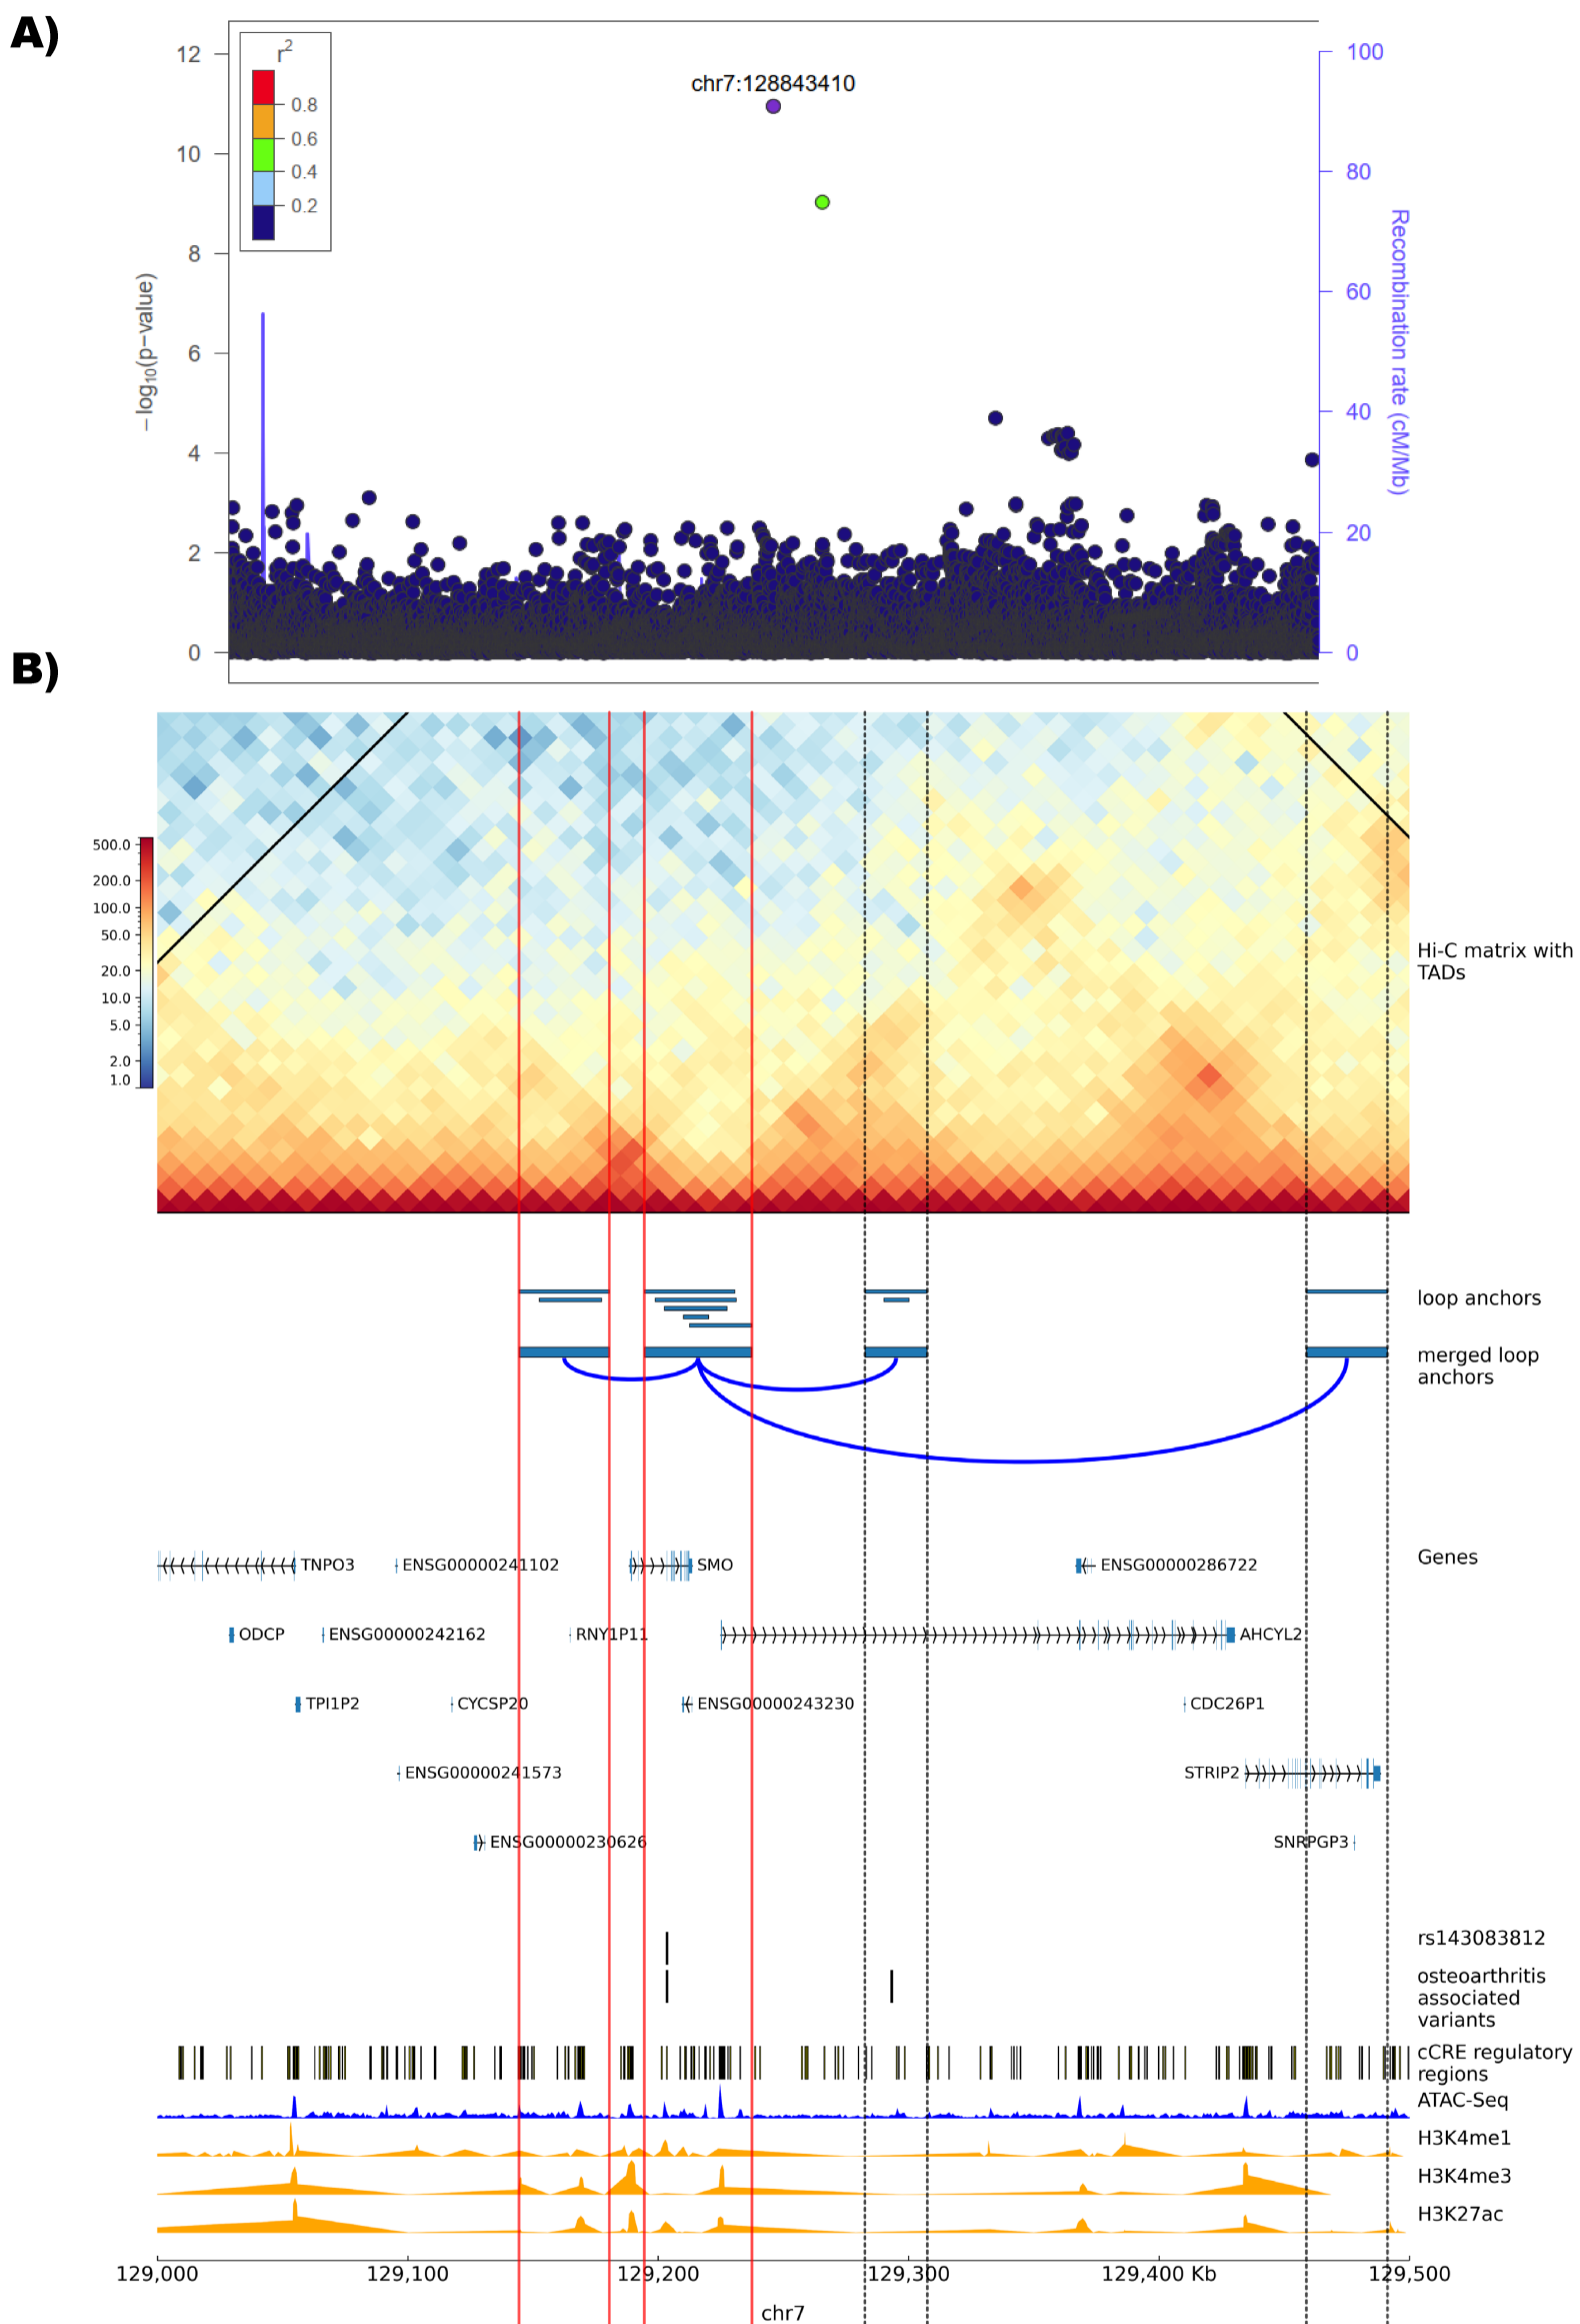 A)
r2
0.8
0.6
0.4
0.2
12
10
8
6
4
2
0
−log10(p−value)
chr7:128843410
100
80
60
40
20
0
Recombination rate (cM/Mb)
B)
500.0
200.0
100.0
50.0
20.0
10.0
5.0
2.0
1.0
Hi-C matrix with
TADs
loop anchors
merged loop
anchors
Genes
TNPO3
ENSG00000241102
SMO
ENSG00000286722
ODCP
ENSG00000242162
RNY1P11
AHCYL2
TPI1P2
CYCSP20
ENSG00000243230
CDC26P1
ENSG00000241573
STRIP2
ENSG00000230626
SNRPGP3
rs143083812
osteoarthritis
associated
variants
cCRE regulatory
regions
ATAC-Seq
H3K4me1
H3K4me3
H3K27ac
129,000 129,100 129,200 129,300 129,400 Kb 129,500
chr7